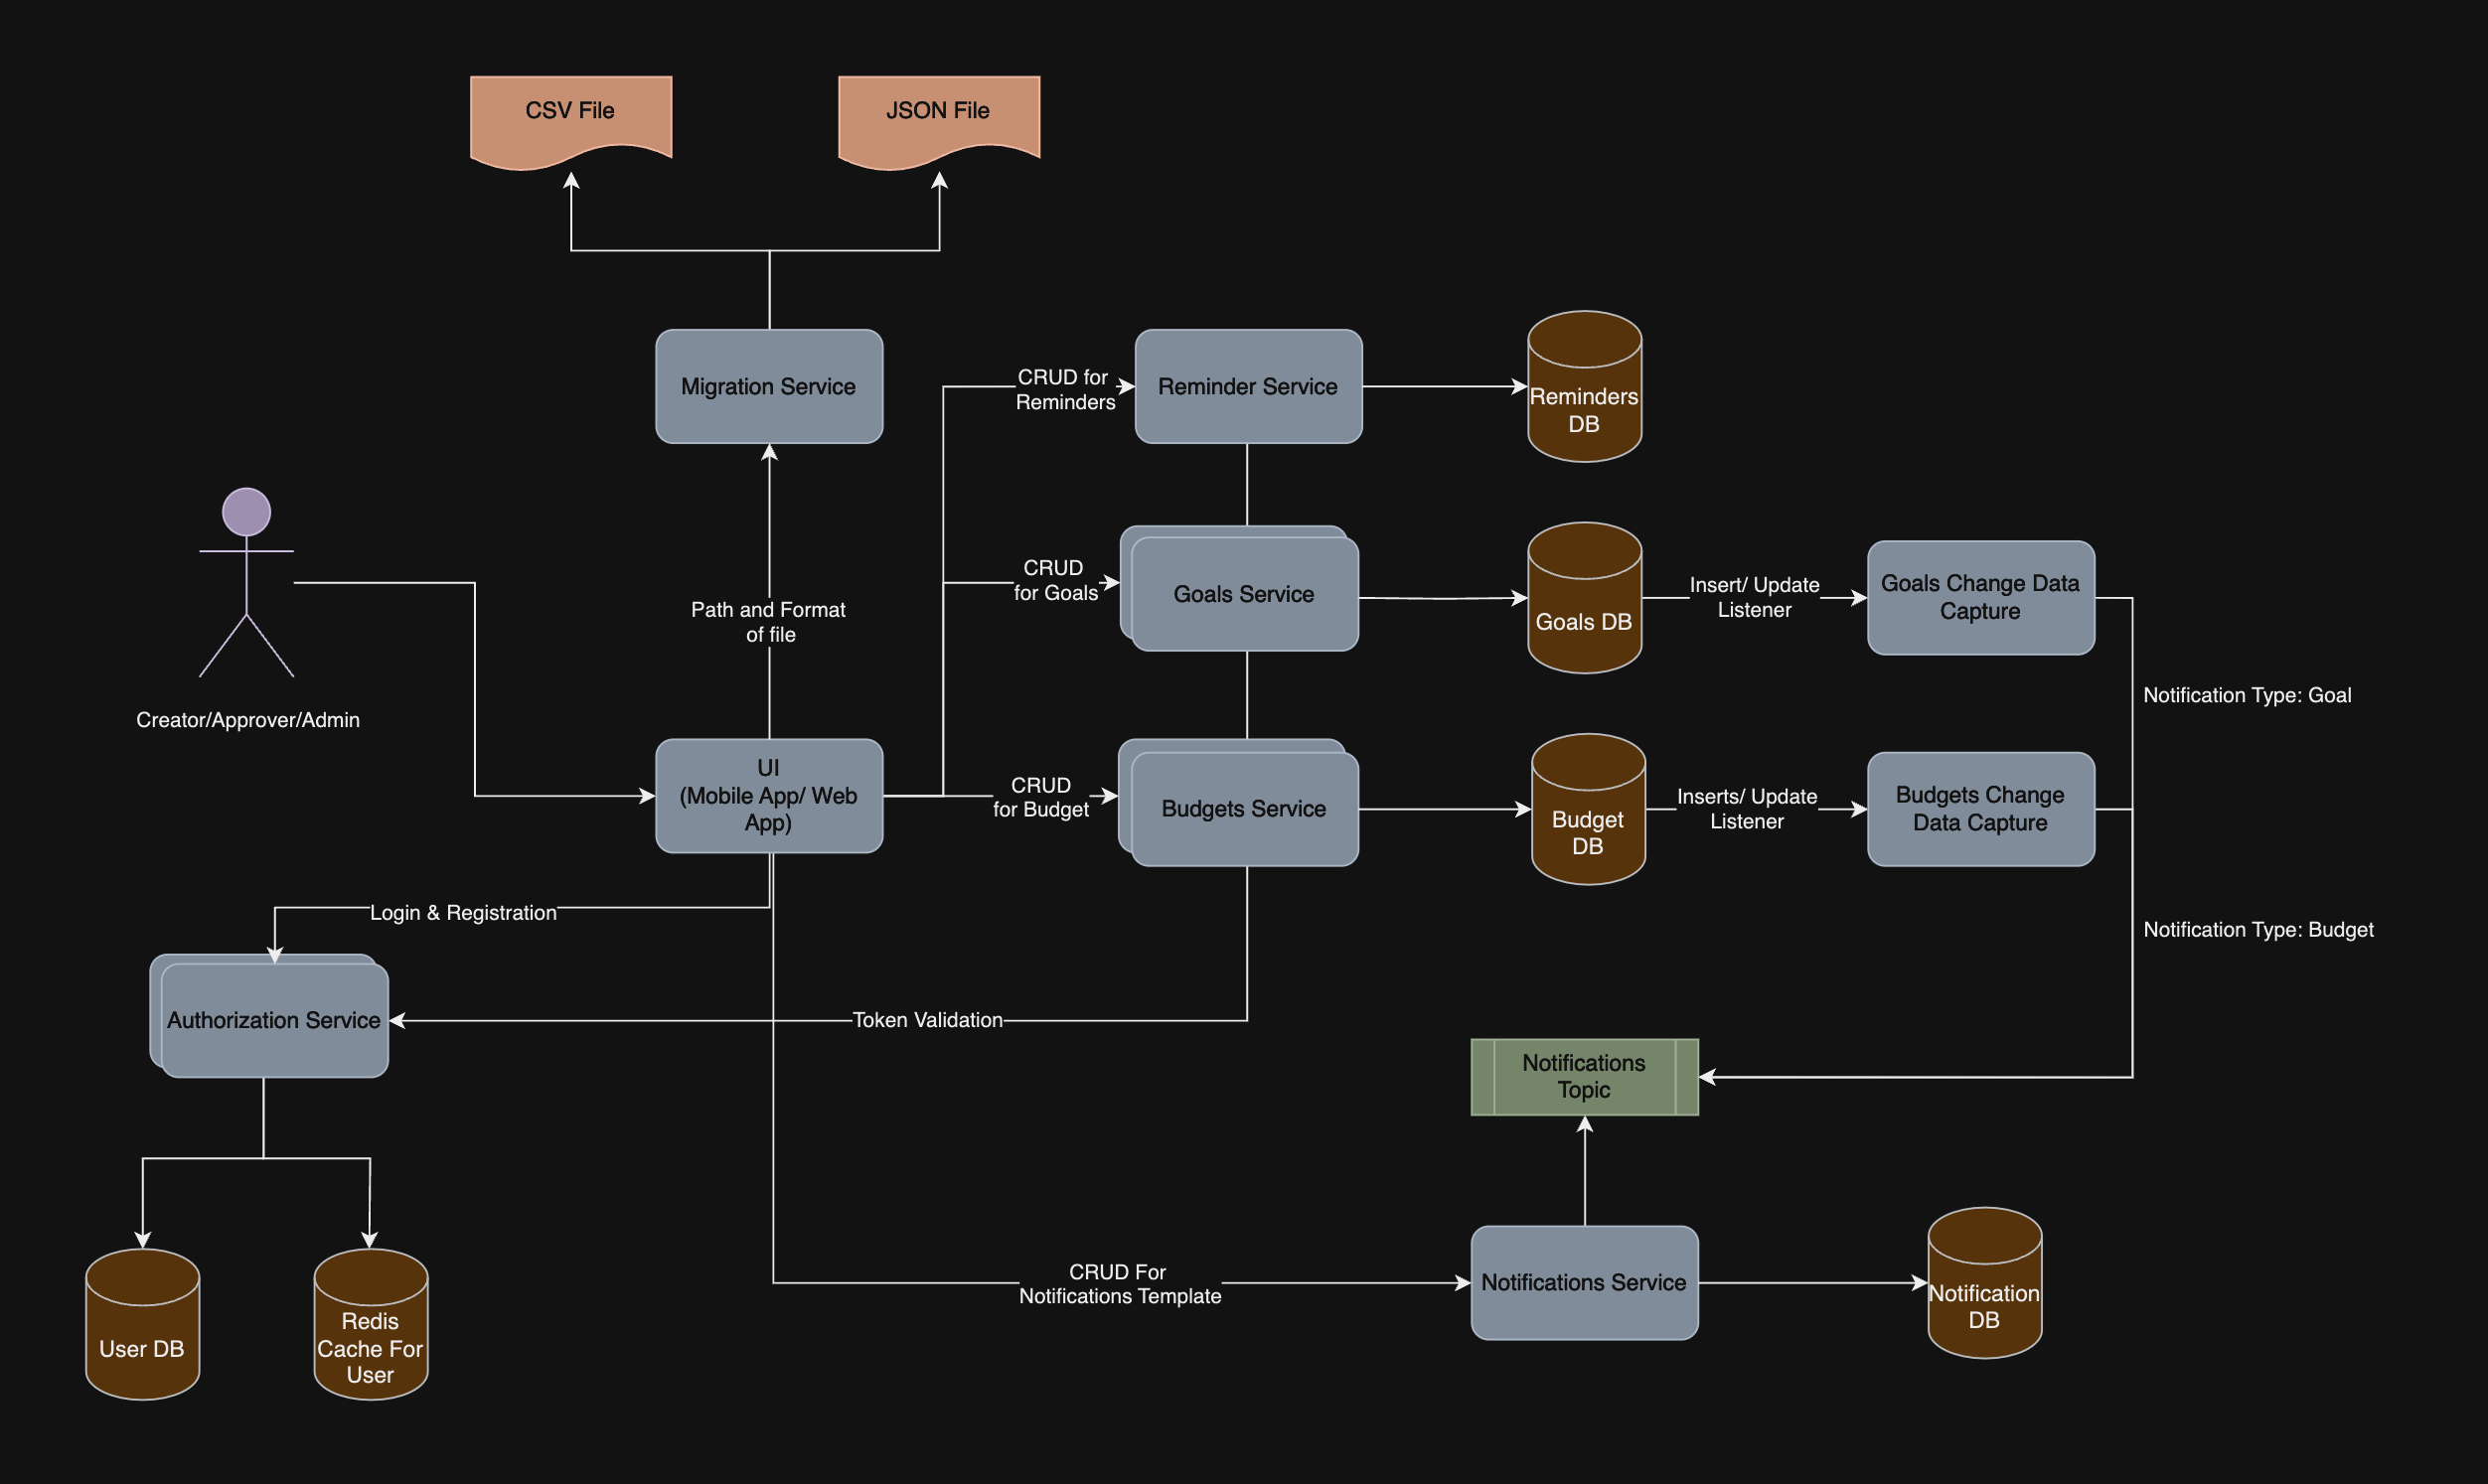 CSV File
JSON File
Migration Service
CRUD for
Reminders
Reminder Service
Reminders
DB
CRUD
for Goals
Goals Service
Goals DB
Insert/ Update
Listener
Goals Change Data
Capture
Path and Format
of file
Notification Type: Goal
Creator/Approver/Admin
UI
(Mobile App/ Web
App)
CRUD
for Budget
Budgets Service
Budget
DB
Inserts/ Update
Listener
Budgets Change
Data Capture
Login & Registration
Notification Type: Budget
Authorization Service
Token Validation
Notifications
Topic
CRUD For
Notifications Template
Notifications Service
Notification
DB
User DB
Redis
Cache For
User